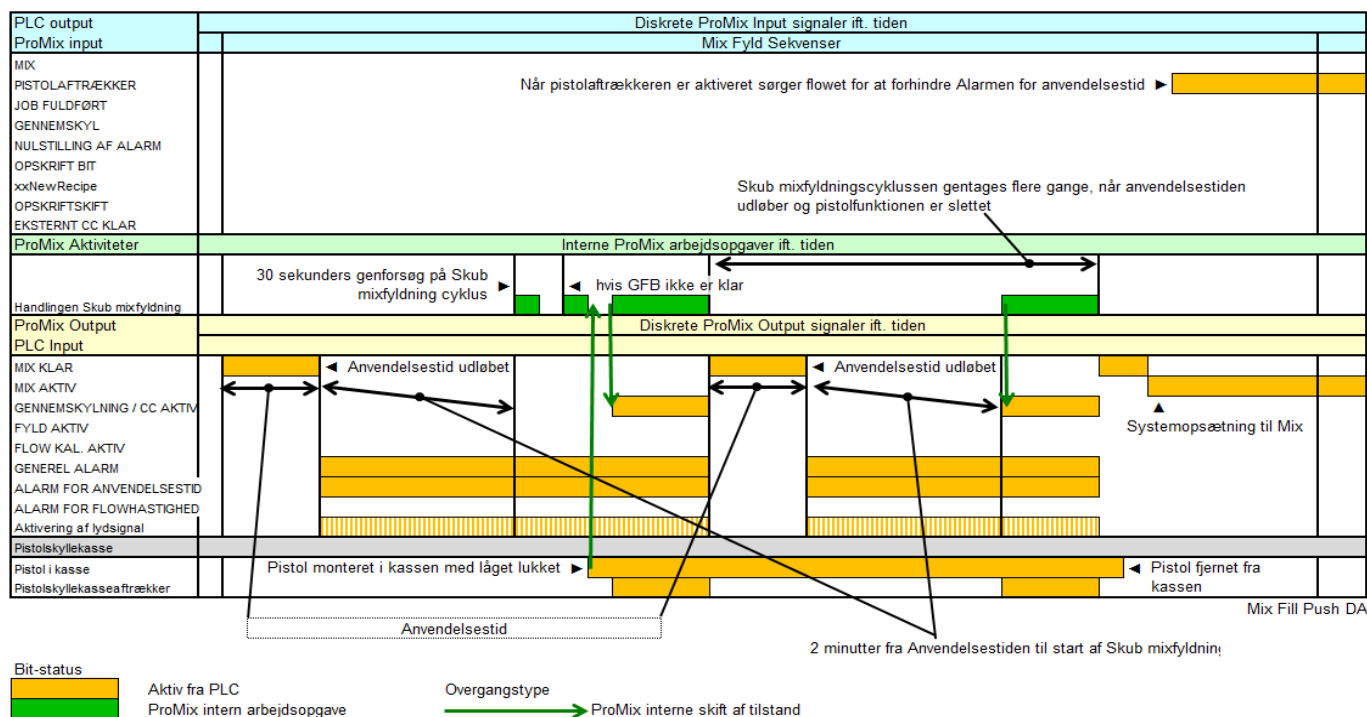 PLC output
Diskrete ProMix Input signaler ift. tiden
ProMix input
Mix Fyld Sekvenser
MIX
PISTOLAFTRÆKKER
Når pistolaftrækkeren er aktiveret sørger flowet for at forhindre Alarmen for anvendelsestid
JOB FULDFØRT
GENNEMSKYL
NULSTILLING AF ALARM
OPSKRIFT BIT
xxNewRecipe
OPSKRIFTSKIFT
EKSTERNT CC KLAR
Skub mixfyldningscyklussen gentages flere gange, når anvendelsestiden
udløber og pistolfunktionen er slettet
ProMix Aktiviteter
Interne ProMix arbejdsopgaver ift. tiden
30 sekunders genforsøg på Skub
mixfyldning cyklus
hvis GFB ikke er klar
Handlingen Skub mixfyldning
ProMix Output
Diskrete ProMix Output signaler ift. tiden
PLC Input
MIX KLAR
Anvendelsestid udløbet
Anvendelsestid udløbet
MIX AKTIV
GENNEMSKYLNING / CC AKTIV
FYLD AKTIV
Systemopsætning til Mix
FLOW KAL. AKTIV
GENEREL ALARM
ALARM FOR ANVENDELSESTID
ALARM FOR FLOWHASTIGHED
Aktivering af lydsignal
Pistolskyllekasse
Pistol i kasse
Pistol monteret i kassen med låget lukket
Pistol fjernet fra
kassen
Pistolskyllekasseaftrækker
Mix Fill Push DA
Anvendelsestid
2 minutter fra Anvendelsestiden til start af Skub mixfyldning
Bit-status
Aktiv fra PLC
Overgangstype
ProMix intern arbejdsopgave
ProMix interne skift af tilstand